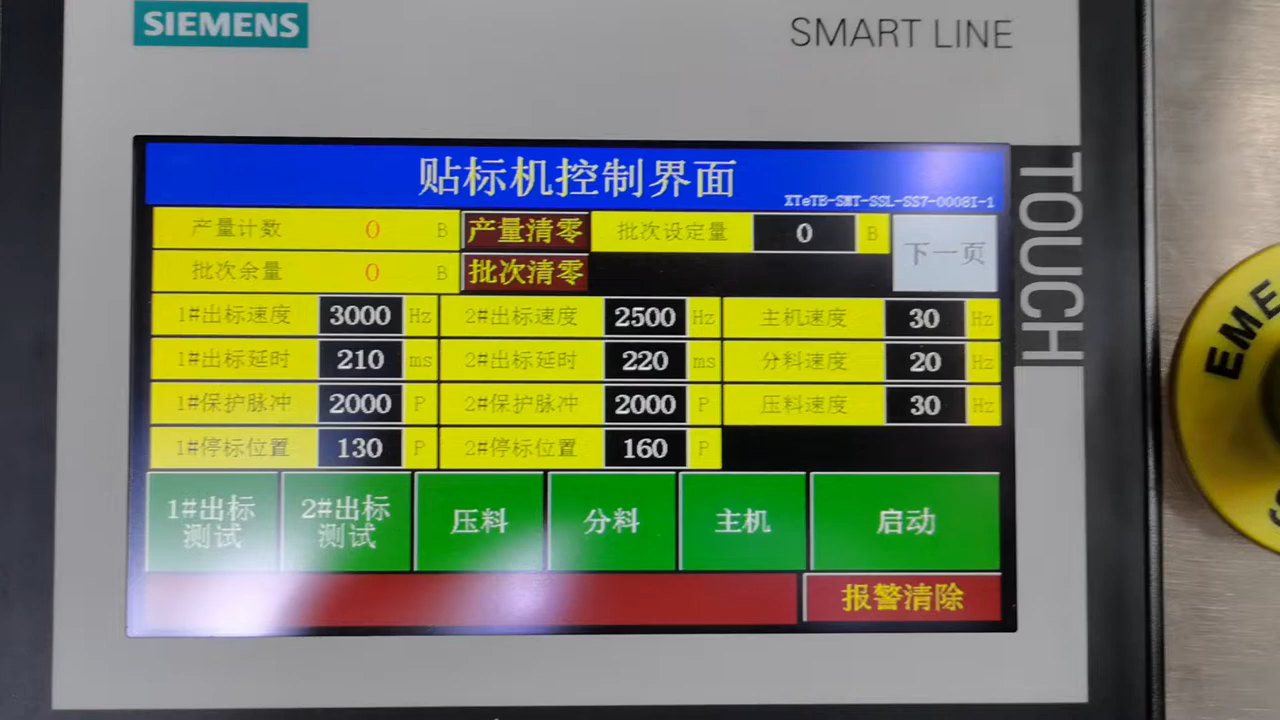 SIEMENS
SMART LINE
TOUCH
贴标机控制界面
XTeTB-SMT-SSL-SS7-0008I-1
产量计数 0 B 产量清零 批次设定量 0 B 下一页
批次余量 0 B 批次清零
1#出标速度 3000 Hz 2#出标速度 2500 Hz 主机速度 30 Hz
1#出标延时 210 ms 2#出标延时 220 ms 分料速度 20 Hz
1#保护脉冲 2000 P 2#保护脉冲 2000 P 压料速度 30 Hz
1#停标位置 130 P 2#停标位置 160 P
1#出标测试 2#出标测试 压料 分料 主机 启动
报警清除
EME